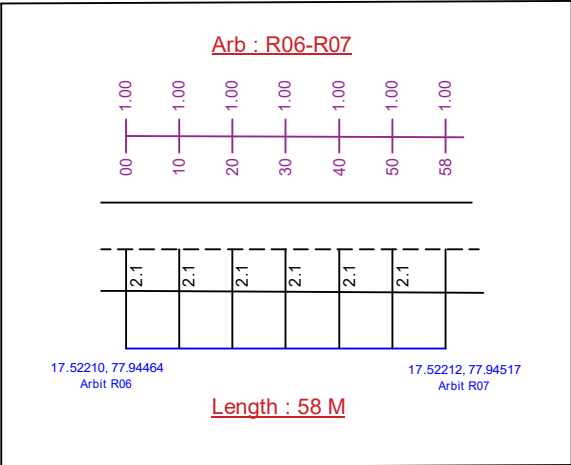 Arb : R06-R07
1.00 1.00 1.00 1.00 1.00 1.00 1.00
00 10 20 30 40 50 58
2.1 2.1 2.1 2.1 2.1 2.1
17.52210, 77.94464
Arbit R06
17.52212, 77.94517
Arbit R07
Length : 58 M